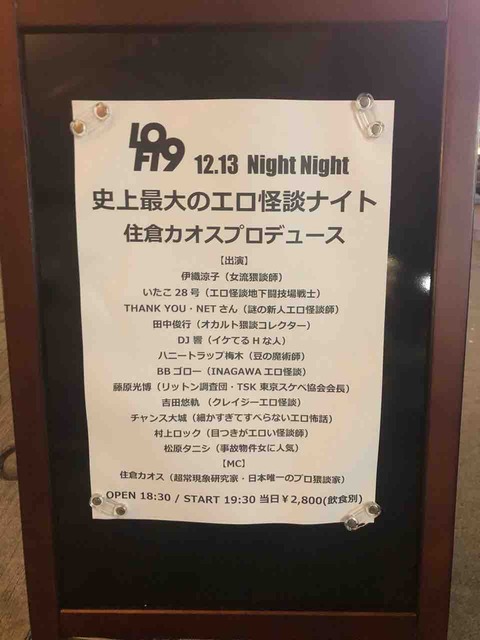 LOFT9 12.13 Night Night
史上最大のエロ怪談ナイト
住倉カオスプロデュース
【出演】
伊織涼子（女流猥談師）
いたこ28号（エロ怪談地下闘技場戦士）
THANK YOU・NETさん（謎の新人エロ怪談師）
田中俊行（オカルト猥談コレクター）
DJ 響（イケてるHな人）
ハニートラップ梅木（豆の魔術師）
BBゴロー（INAGAWAエロ怪談）
藤原光博（リットン調査団・TSK 東京スケベ協会会長）
吉田悠軌（クレイジーエロ怪談）
チャンス大城（細かすぎてすべらないエロ怖話）
村上ロック（目つきがエロい怪談師）
松原タニシ（事故物件女に人気）
【MC】
住倉カオス（超常現象研究家・日本唯一のプロ猥談家）
OPEN 18:30 / START 19:30 当日¥2,800(飲食別)